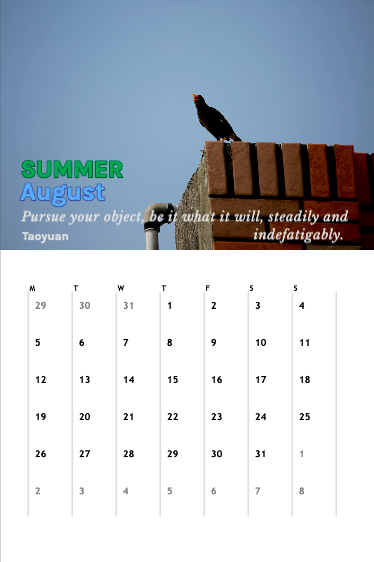 SUMMER
August
Pursue your object, be it what it will, steadily and
indefatigably.
Taoyuan
M T W T F S S
29 30 31 1 2 3 4
5 6 7 8 9 10 11
12 13 14 15 16 17 18
19 20 21 22 23 24 25
26 27 28 29 30 31 1
2 3 4 5 6 7 8